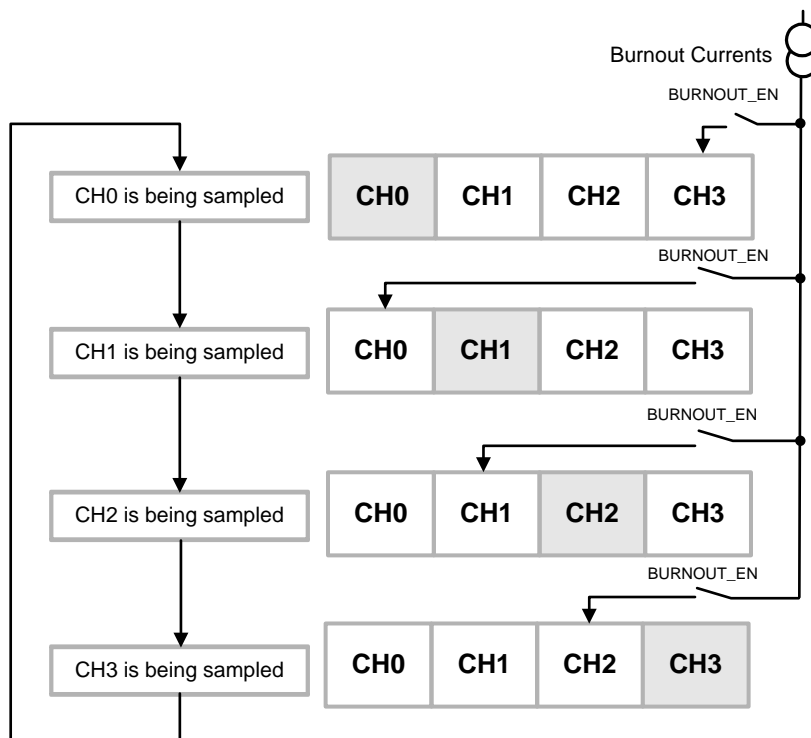 Burnout Currents
BURNOUT_EN
CH0 is being sampled
CH0 CH1 CH2 CH3
BURNOUT_EN
CH1 is being sampled
CH0 CH1 CH2 CH3
BURNOUT_EN
CH2 is being sampled
CH0 CH1 CH2 CH3
BURNOUT_EN
CH3 is being sampled
CH0 CH1 CH2 CH3